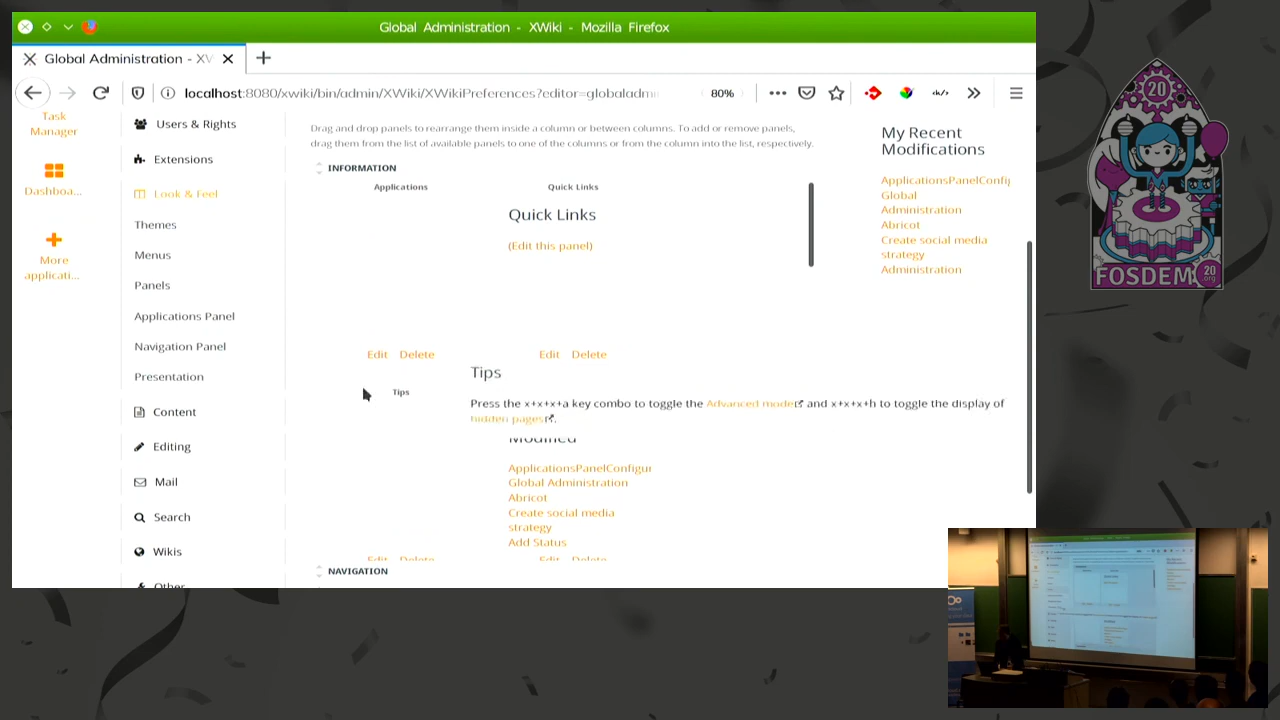 Global Administration - XWiki - Mozilla Firefox
Global Administration - XV
localhost:8080/xwiki/bin/admin/XWiki/XWikiPreferences?editor=globaladm
80%
Task
Manager
Dashboa...
More
applicati...
Users & Rights
Extensions
Look & Feel
Themes
Menus
Panels
Applications Panel
Navigation Panel
Presentation
Content
Editing
Mail
Search
Wikis
Other
Drag and drop panels to rearrange them inside a column or between columns. To add or remove panels,
drag them from the list of available panels to one of the columns or from the column into the list, respectively.
INFORMATION
Applications
Quick Links
Quick Links
(Edit this panel)
Edit Delete
Edit Delete
Tips
Tips
Press the x+x+x+a key combo to toggle the Advanced mode and x+x+x+h to toggle the display of
hidden pages.
Modified
ApplicationsPanelConfigur
Global Administration
Abricot
Create social media
strategy
Add Status
Edit Delete
Edit Delete
NAVIGATION
My Recent
Modifications
ApplicationsPanelConfig
Global
Administration
Abricot
Create social media
strategy
Administration
20
FOSDEM
20
.org